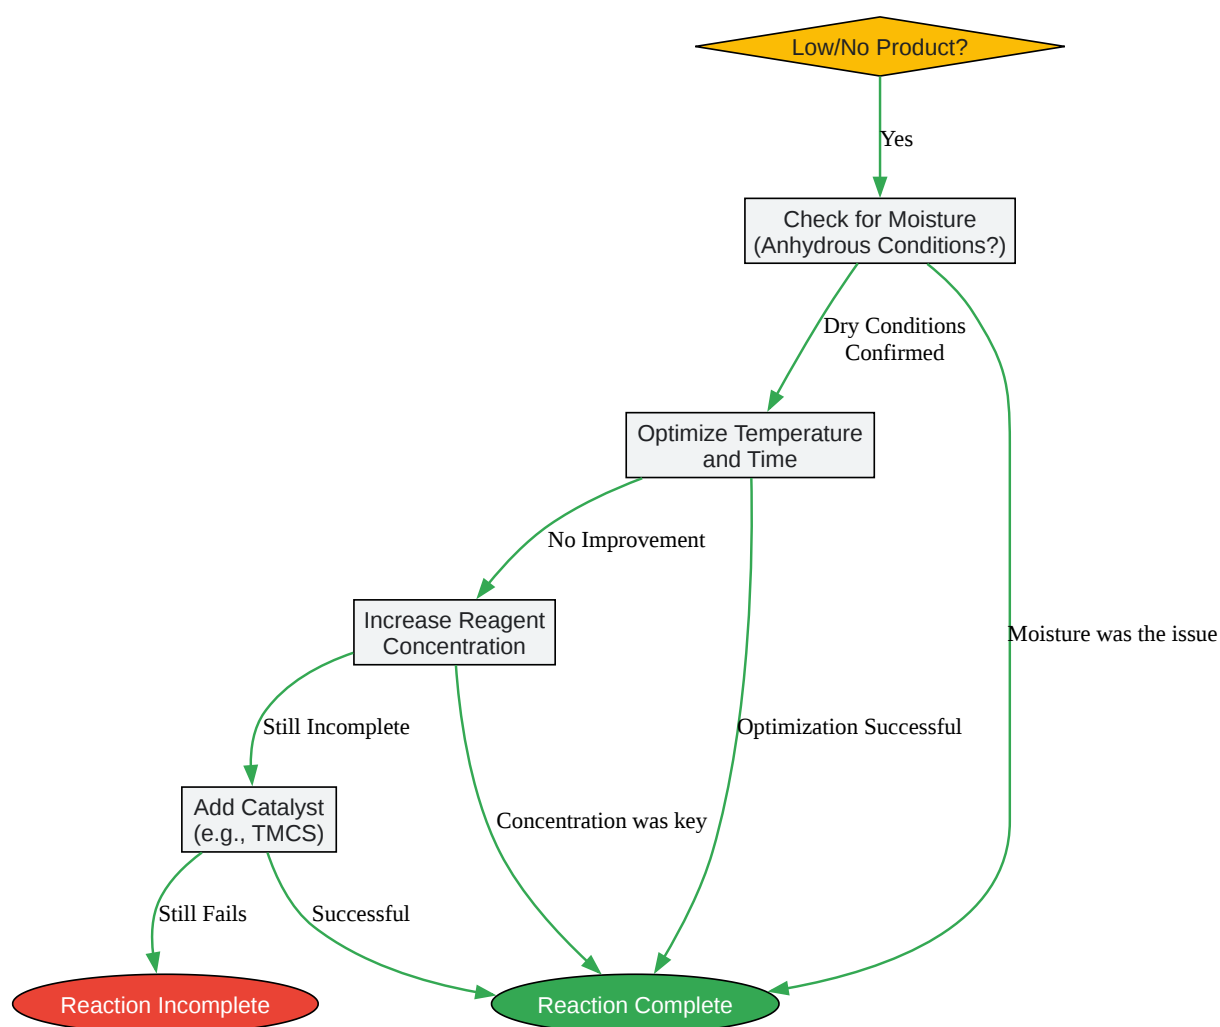 Low/No Product?
Yes
Check for Moisture
(Anhydrous Conditions?)
Dry Conditions
Confirmed
Optimize Temperature
and Time
No Improvement
Increase Reagent
Concentration
Moisture was the issue
Still Incomplete
Optimization Successful
Add Catalyst
(e.g., TMCS)
Concentration was key
Still Fails
Successful
Reaction Incomplete
Reaction Complete